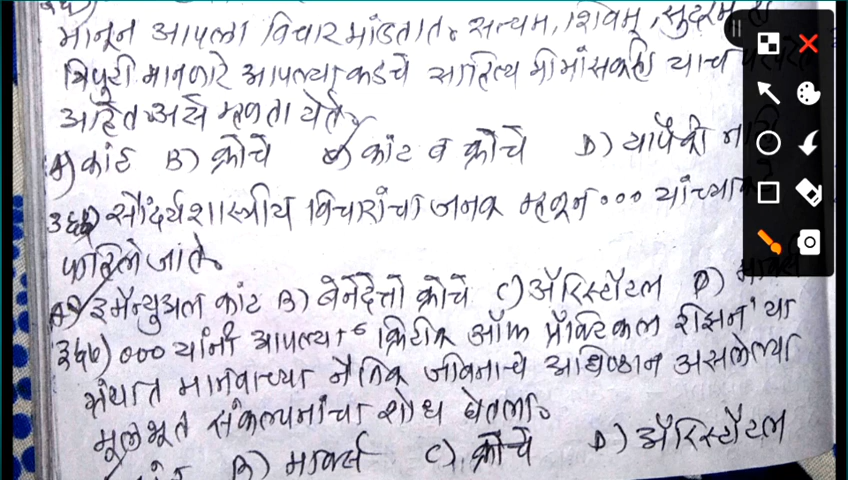 मानून आपला विचार मांडतात. सत्यम, शिवम्, सुंदरम ही
त्रिपुटी मानणारे आपल्याकडचे साहित्य मीमांसकही याच
आहेत असे म्हणता येते.
A) कांट B) क्रोचे C) कांट व क्रोचे D) यापैकी नाही
सौंदर्यशास्त्रीय विचारांचा जनक म्हणून ००० यांच्या
पाहिले जाते.
A) इमॅन्युअल कांट B) बेनेदेत्तो क्रोचे C) ॲरिस्टॉटल D) मार्क्स
३६७) ००० यांनी आपल्या 'क्रिटीक ऑफ प्रॅक्टिकल रीझन' या
ग्रंथात मानवाच्या नैतिक जीवनाचे अधिष्ठान असलेल्या
मूलभूत संकल्पनांचा शोध घेतला.
B) मार्क्स C) क्रोचे D) ॲरिस्टॉटल